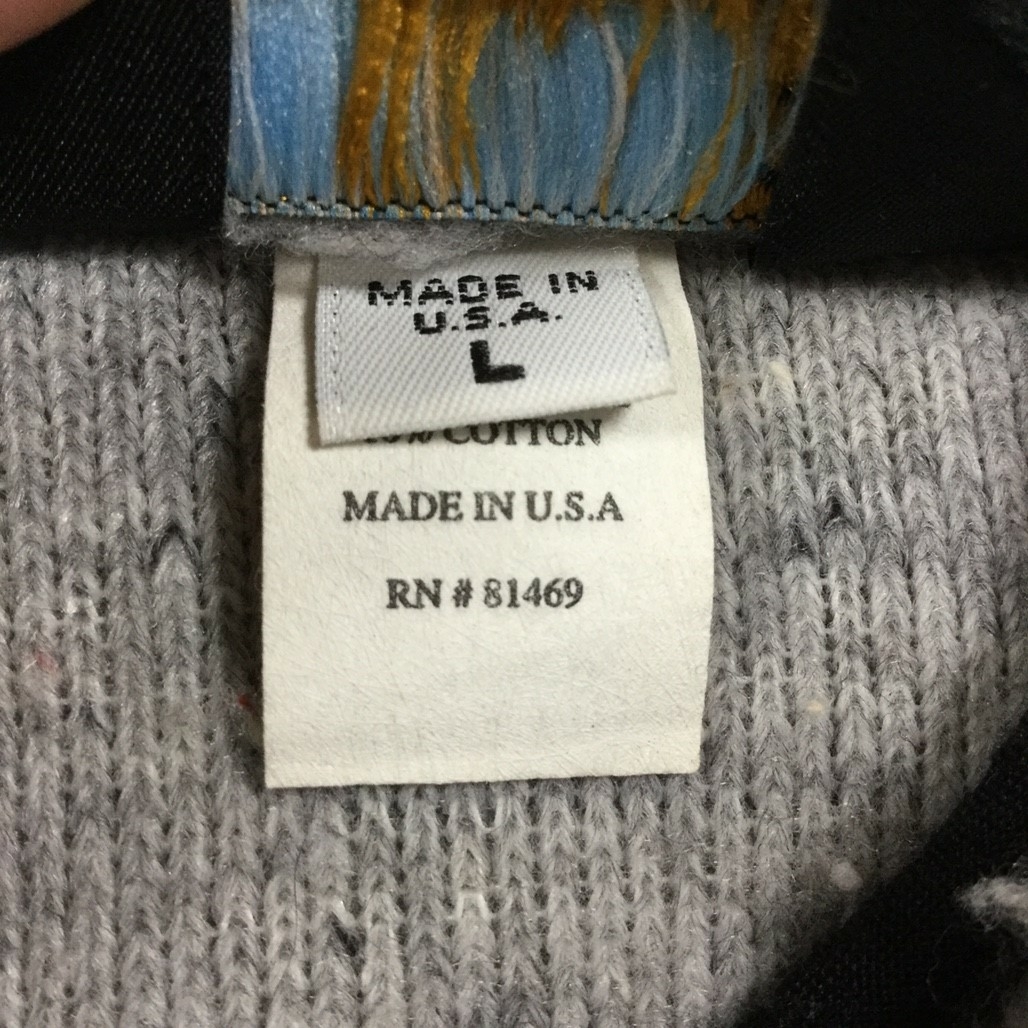 MADE IN
U.S.A.
L
COTTON
MADE IN U.S.A
RN # 81469